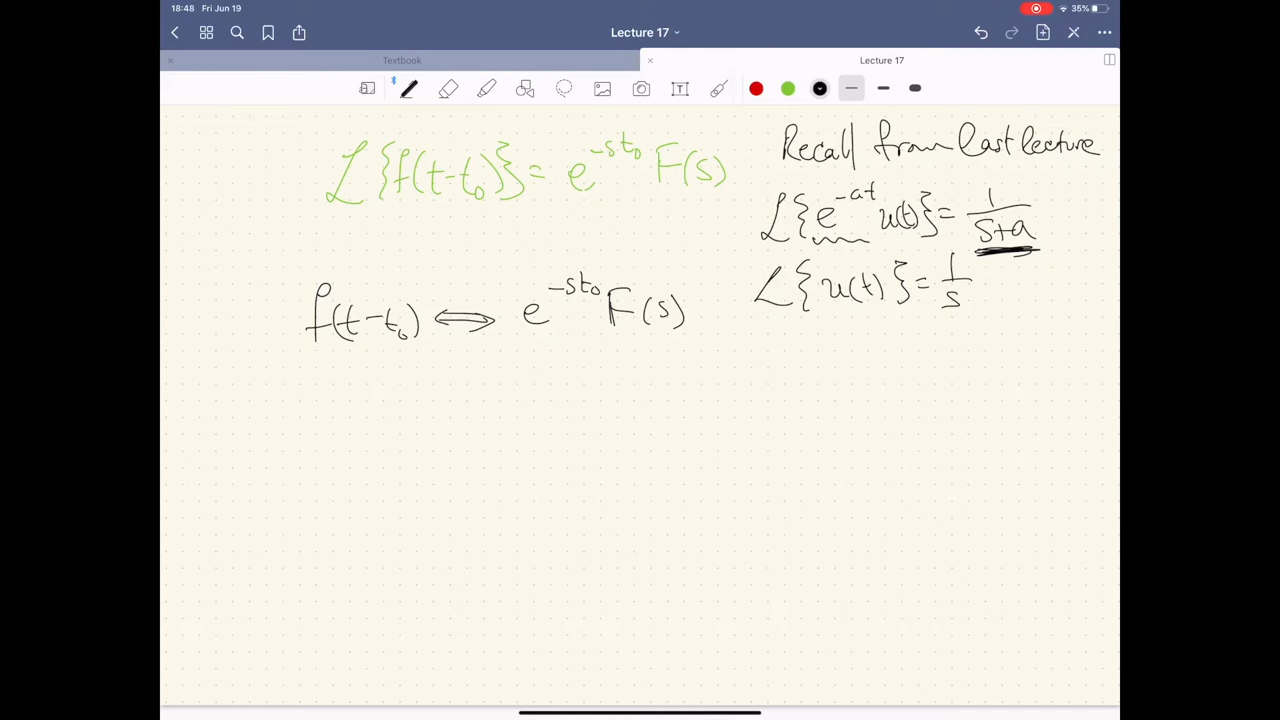 18:48 Fri Jun 19
35%
Lecture 17
Textbook
Lecture 17
T
ℒ{f(t-t₀)} = e^{-st₀} F(s)
f(t-t₀) ⟺ e^{-st₀} F(s)
Recall from last lecture
ℒ{e^{-at} u(t)} = 1/(s+a)
ℒ{u(t)} = 1/s